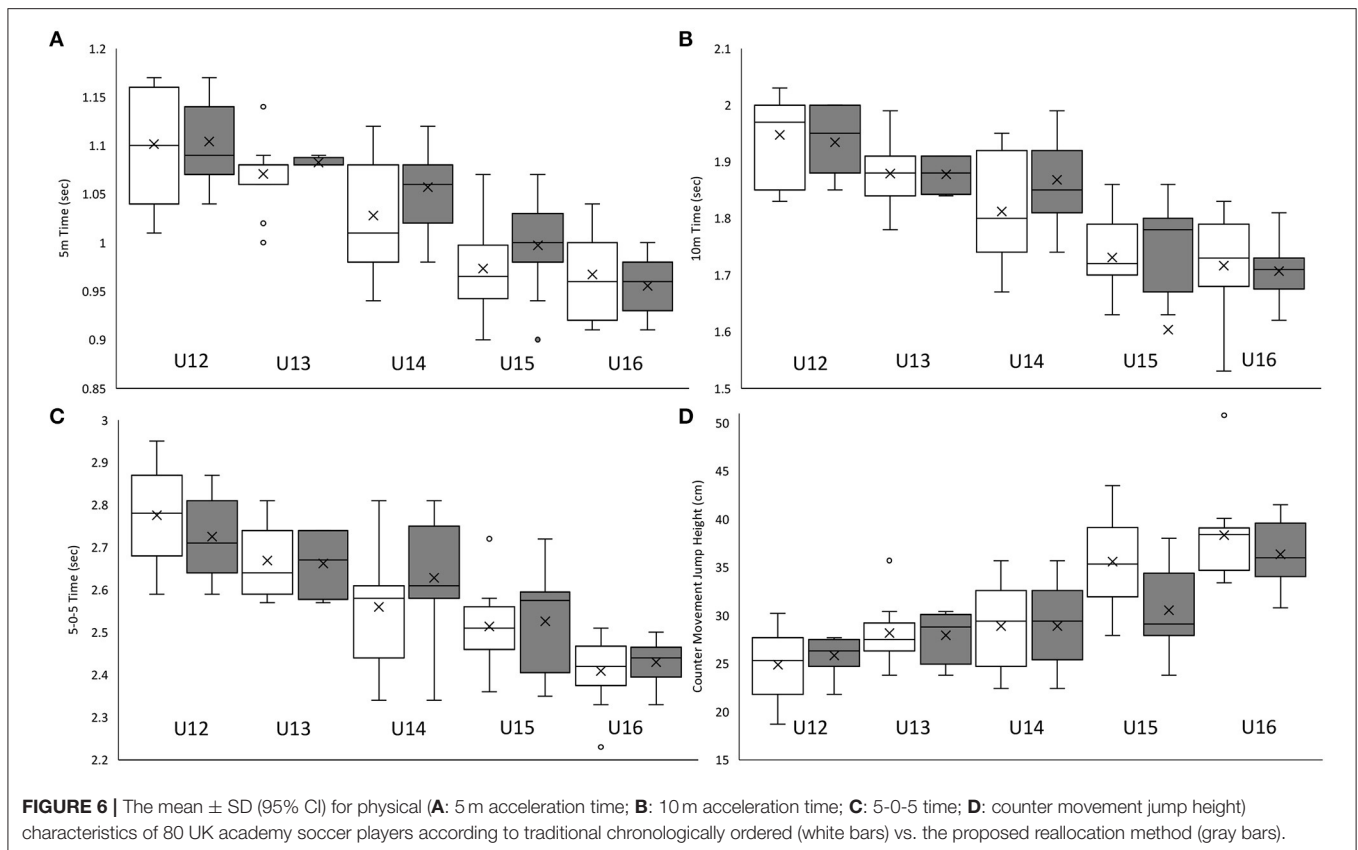 A
1.2
1.15
1.1
1.05
1
0.95
0.9
0.85
5m Time (sec)
U12
U13
U14
U15
U16
B
2.1
2
1.9
1.8
1.7
1.6
1.5
10m Time (sec)
U12
U13
U14
U15
U16
C
3
2.9
2.8
2.7
2.6
2.5
2.4
2.3
2.2
5-0-5 Time (sec)
U12
U13
U14
U15
U16
D
50
45
40
35
30
25
20
15
Counter Movement Jump Height (cm)
U12
U13
U14
U15
U16
FIGURE 6 | The mean ± SD (95% CI) for physical (A: 5 m acceleration time; B: 10 m acceleration time; C: 5-0-5 time; D: counter movement jump height)
characteristics of 80 UK academy soccer players according to traditional chronologically ordered (white bars) vs. the proposed reallocation method (gray bars).